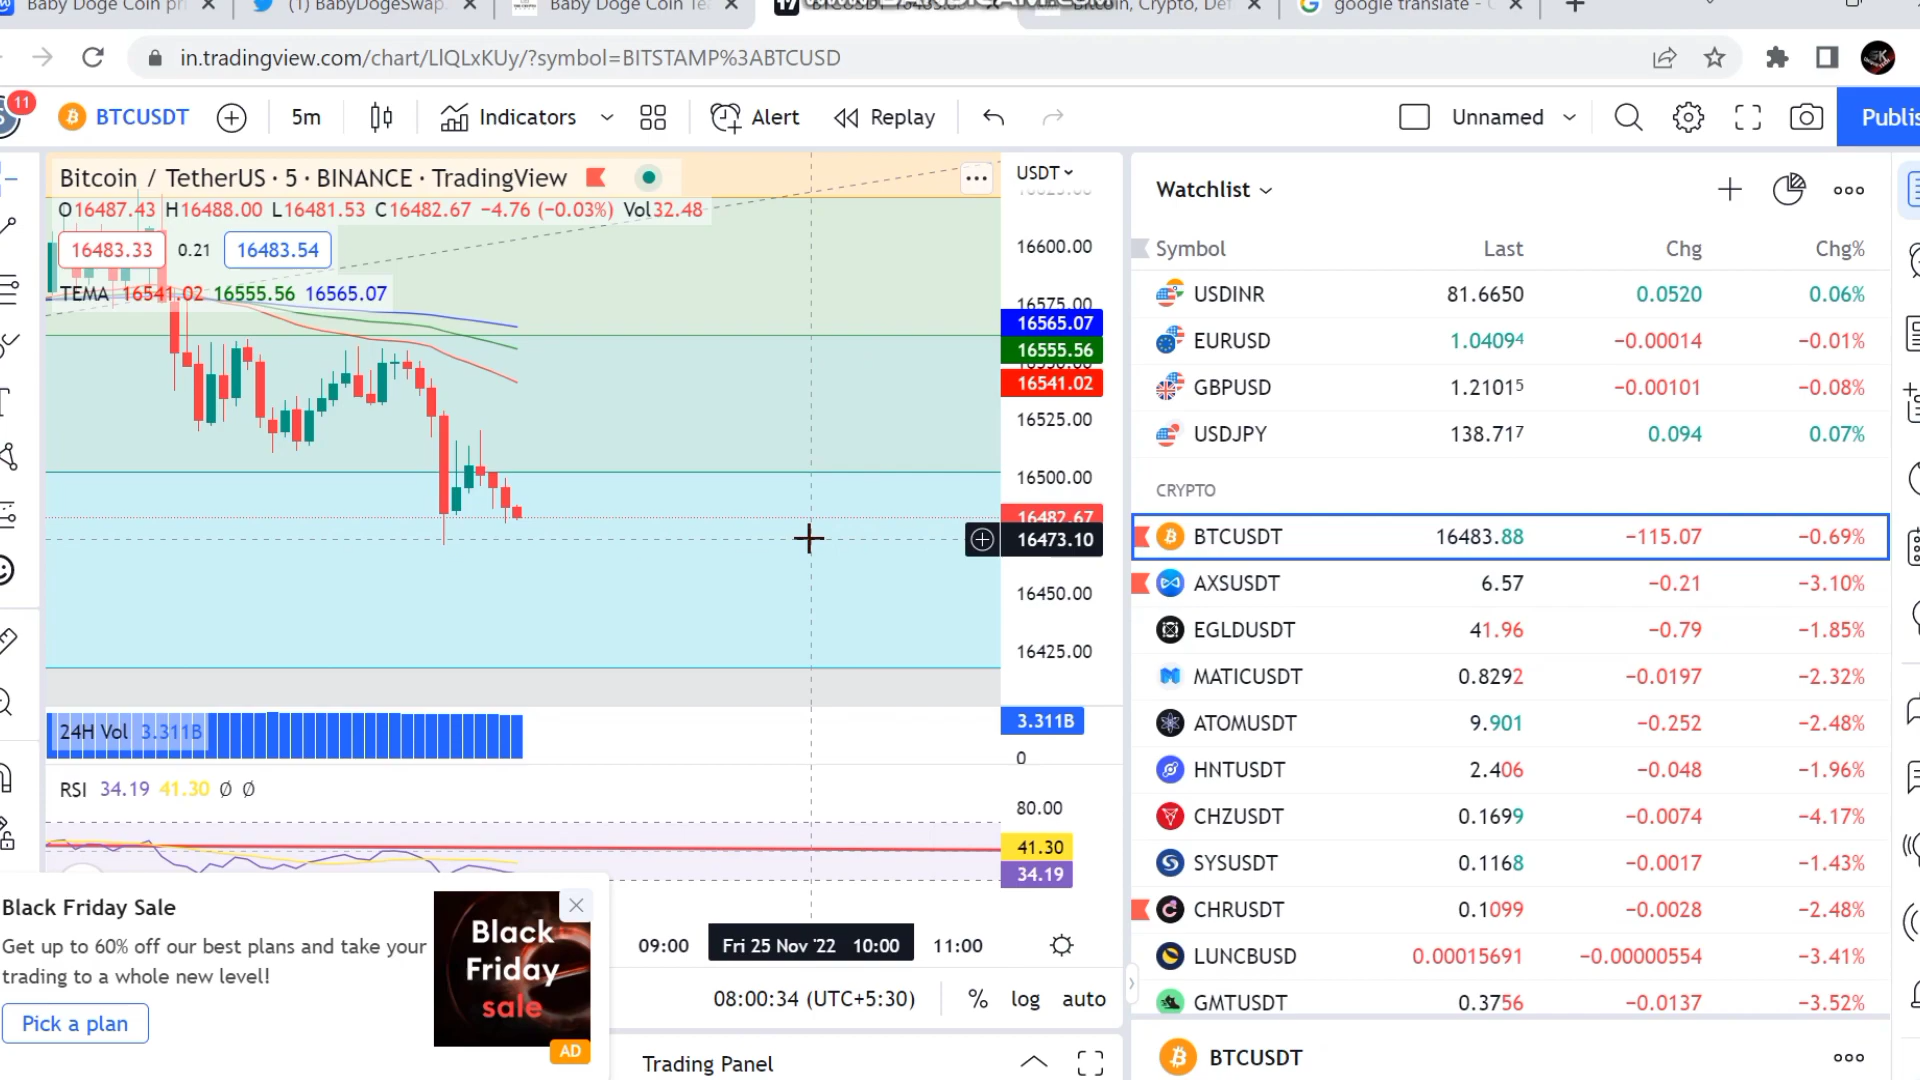 Baby Doge Coin pri
(1) BabyDogeSwap
Baby Doge Coin Te
Bitcoin, Crypto, Def
google translate -
in.tradingview.com/chart/LlQLxKUy/?symbol=BITSTAMP%3ABTCUSD
11
BTCUSDT
5m
Indicators
Alert
Replay
Unnamed
Publis
Bitcoin / TetherUS · 5 · BINANCE · TradingView
O16487.43 H16488.00 L16481.53 C16482.67 −4.76 (−0.03%) Vol32.48
16483.33 0.21 16483.54
TEMA 16541.02 16555.56 16565.07
USDT
16600.00
16575.00
16565.07
16555.56
16541.02
16525.00
16500.00
16482.67
16473.10
16450.00
16425.00
24H Vol 3.311B
3.311B
0
RSI 34.19 41.30 Ø Ø
80.00
41.30
34.19
09:00 Fri 25 Nov '22 10:00 11:00
08:00:34 (UTC+5:30) % log auto
Trading Panel
Black Friday Sale
Get up to 60% off our best plans and take your
trading to a whole new level!
Pick a plan
Black
Friday
sale
AD
Watchlist
Symbol Last Chg Chg%
USDINR 81.6650 0.0520 0.06%
EURUSD 1.04094 −0.00014 −0.01%
GBPUSD 1.21015 −0.00101 −0.08%
USDJPY 138.717 0.094 0.07%
CRYPTO
BTCUSDT 16483.88 −115.07 −0.69%
AXSUSDT 6.57 −0.21 −3.10%
EGLDUSDT 41.96 −0.79 −1.85%
MATICUSDT 0.8292 −0.0197 −2.32%
ATOMUSDT 9.901 −0.252 −2.48%
HNTUSDT 2.406 −0.048 −1.96%
CHZUSDT 0.1699 −0.0074 −4.17%
SYSUSDT 0.1168 −0.0017 −1.43%
CHRUSDT 0.1099 −0.0028 −2.48%
LUNCBUSD 0.00015691 −0.00000554 −3.41%
GMTUSDT 0.3756 −0.0137 −3.52%
BTCUSDT